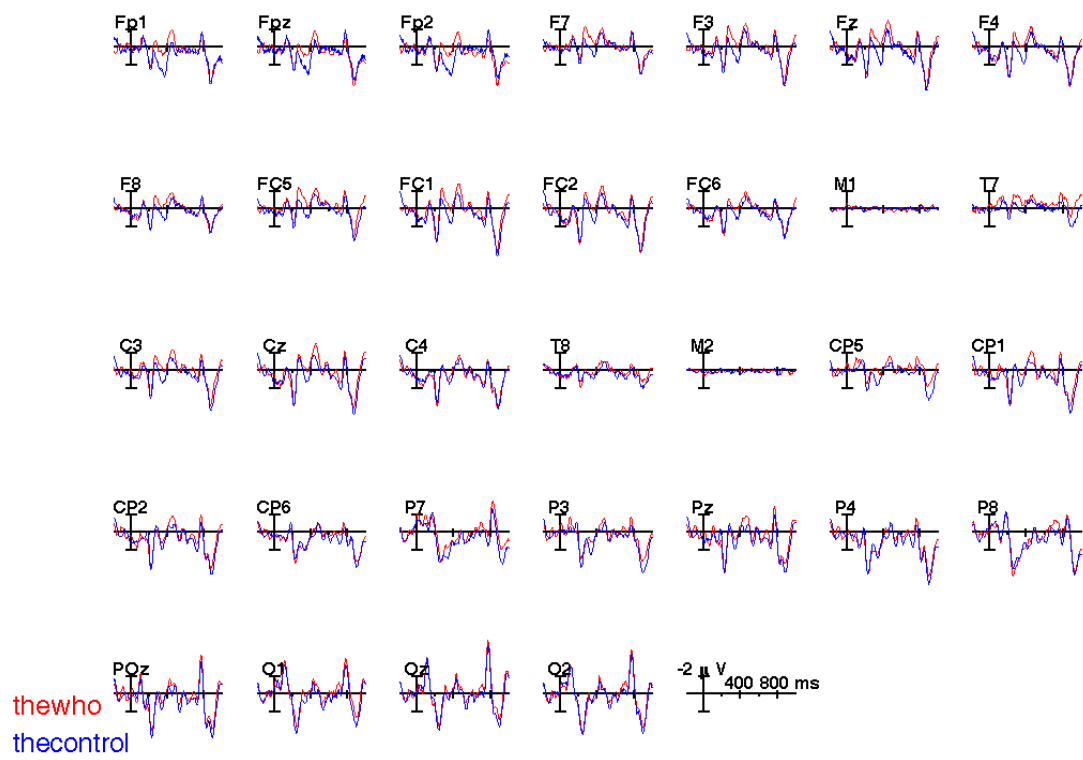 Fp1 Fpz Fp2 F7 F3 Fz F4
F8 FC5 FC1 FC2 FC6 M1 T7
C3 Cz C4 T8 M2 CP5 CP1
CP2 CP6 P7 P3 Pz P4 P8
POz O1 Oz O2 -2 μ V
400 800 ms
thewho
thecontrol